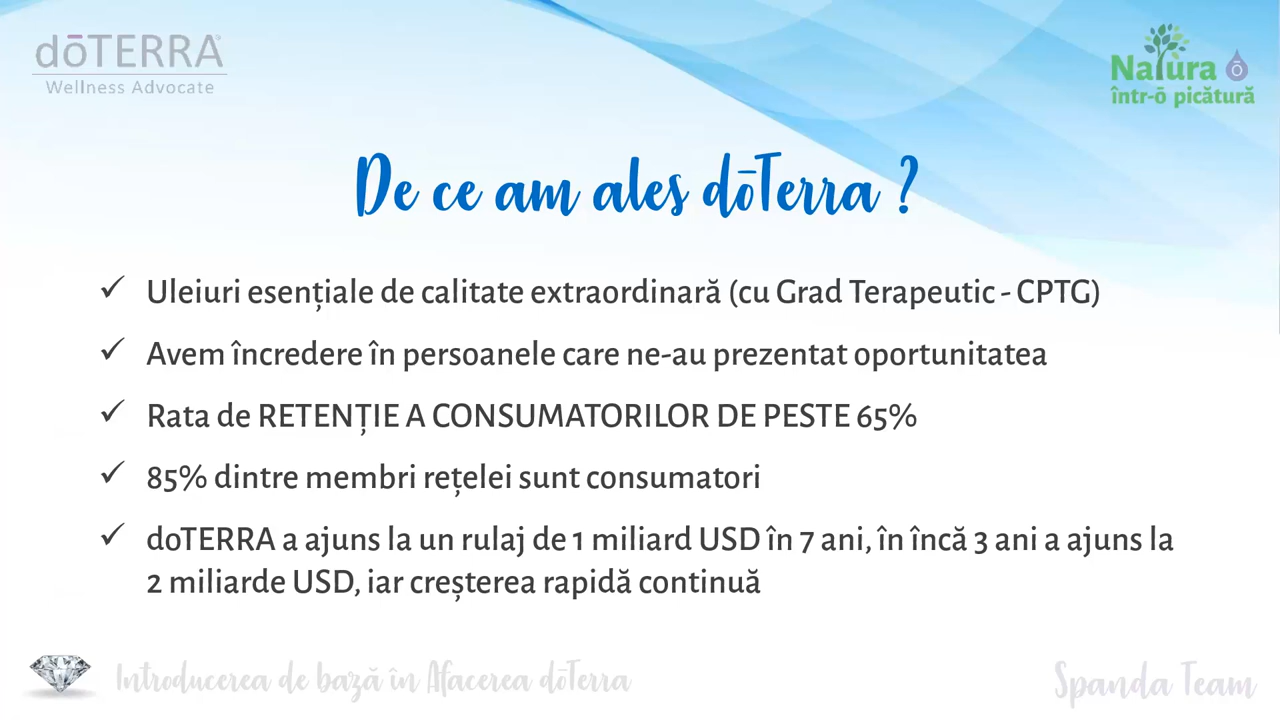 dōTERRA®
Wellness Advocate
Natura ō
într-ō picătură
De ce am ales dōTerra ?
✓ Uleiuri esențiale de calitate extraordinară (cu Grad Terapeutic - CPTG)
✓ Avem încredere în persoanele care ne-au prezentat oportunitatea
✓ Rata de RETENȚIE A CONSUMATORILOR DE PESTE 65%
✓ 85% dintre membri rețelei sunt consumatori
✓ doTERRA a ajuns la un rulaj de 1 miliard USD în 7 ani, în încă 3 ani a ajuns la
2 miliarde USD, iar creșterea rapidă continuă
Introducerea de bază în Afacerea dōTerra
Spanda Team